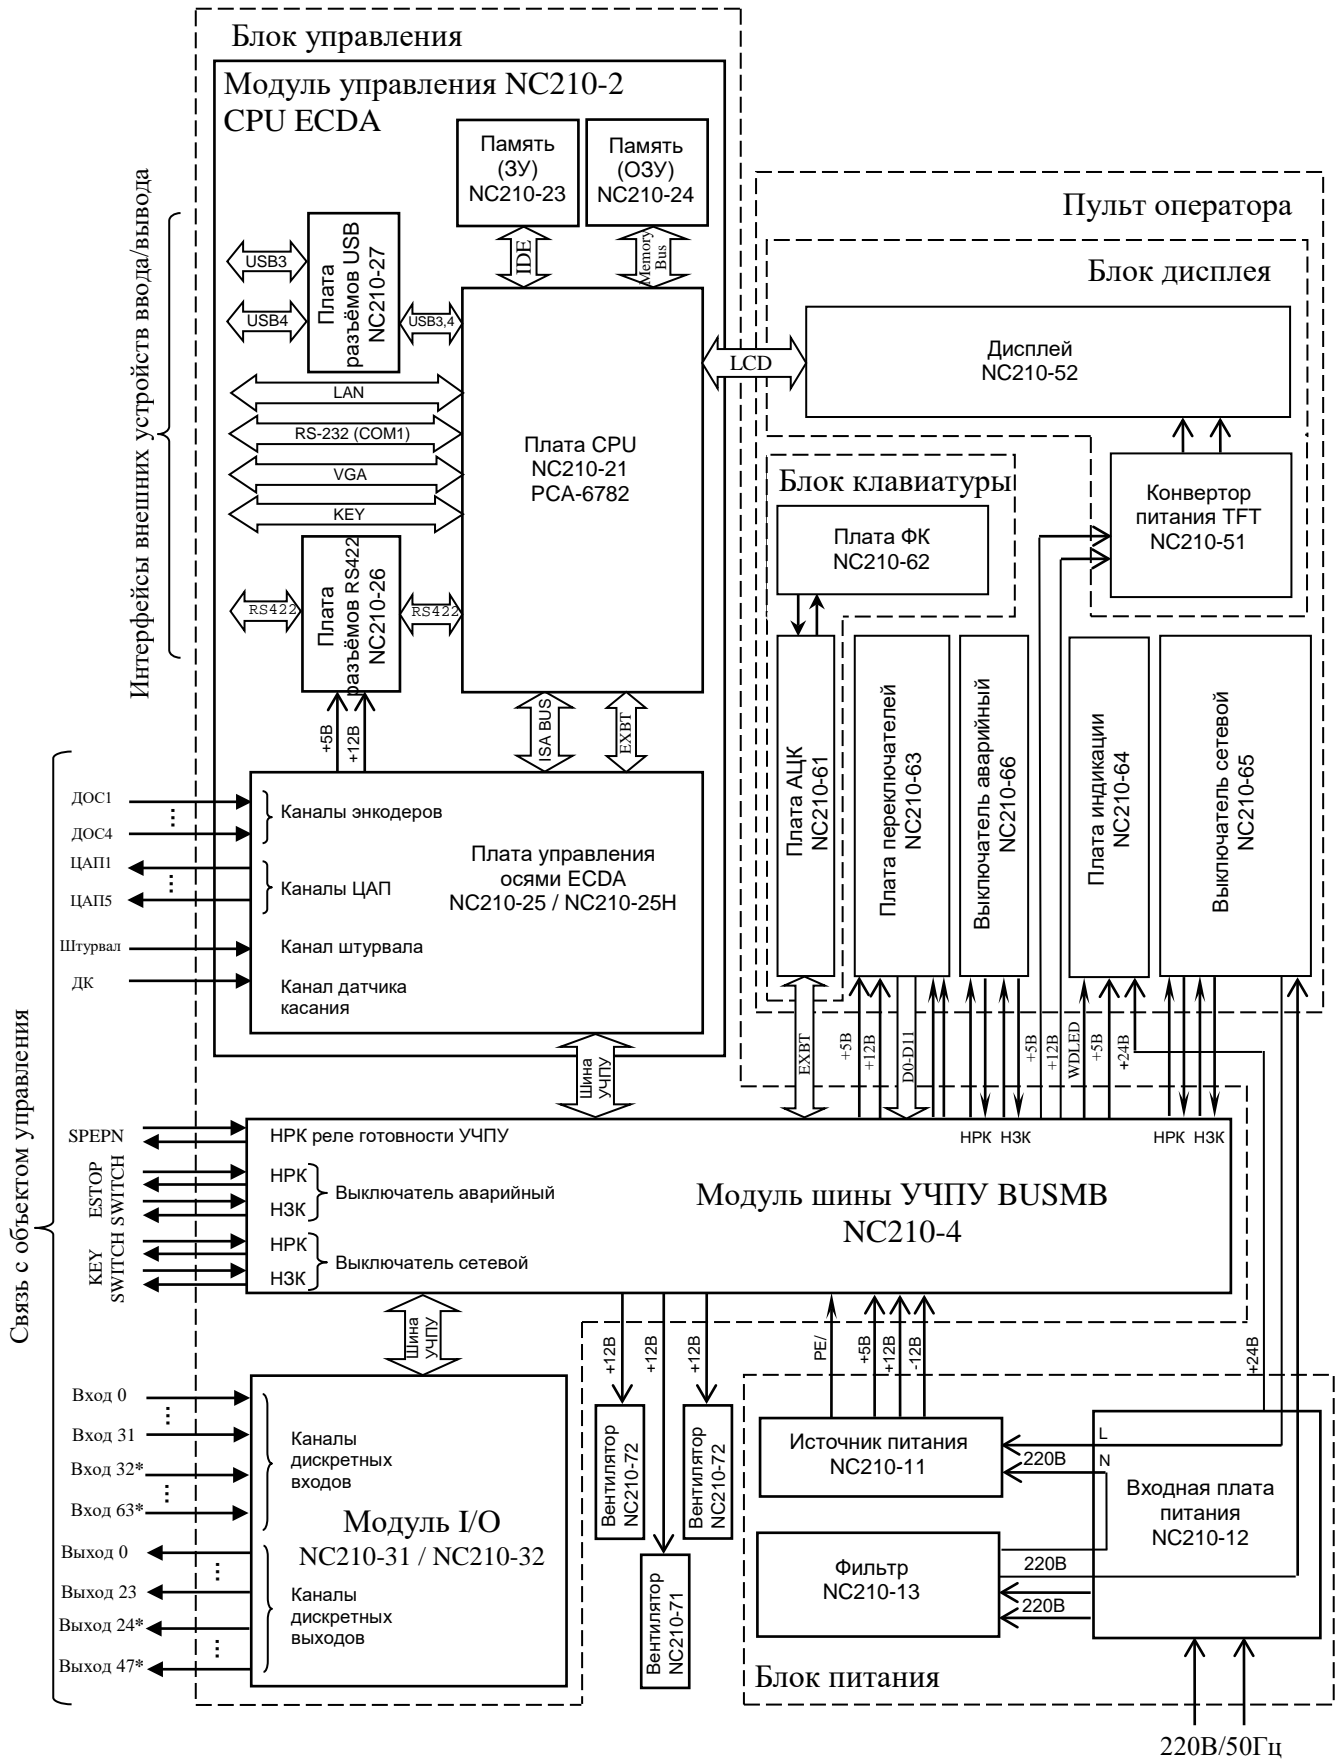 Блок управления
Модуль управления NC210-2
CPU ECDA
Память
(ЗУ)
NC210-23
Память
(ОЗУ)
NC210-24
IDE
Memory
Bus
Интерфейсы внешних устройств ввода/вывода
USB3
USB4
Плата
разъёмов USB
NC210-27
USB3,4
LAN
RS-232 (COM1)
VGA
KEY
RS422
Плата
разъёмов RS422
NC210-26
RS422
Плата CPU
NC210-21
PCA-6782
LCD
+5В
+12В
ISA BUS
EXBT
Пульт оператора
Блок дисплея
Дисплей
NC210-52
Конвертор
питания TFT
NC210-51
Блок клавиатуры
Плата ФК
NC210-62
Плата АЦК
NC210-61
Плата переключателей
NC210-63
Выключатель аварийный
NC210-66
Плата индикации
NC210-64
Выключатель сетевой
NC210-65
Связь с объектом управления
ДОС1
...
ДОС4
ЦАП1
...
ЦАП5
Штурвал
ДК
Каналы энкодеров
Каналы ЦАП
Канал штурвала
Канал датчика
касания
Плата управления
осями ECDA
NC210-25 / NC210-25H
Шина
УЧПУ
EXBT
+5В
+12В
D0-D11
+5В
+12В
WDLED
+5В
+24В
SPEPN
ESTOP
SWITCH
KEY
SWITCH
НРК реле готовности УЧПУ
НРК
НЗК
Выключатель аварийный
НРК
НЗК
Выключатель сетевой
НРК НЗК
НРК НЗК
Модуль шины УЧПУ BUSMB
NC210-4
Шина
УЧПУ
+12В
+12В
+12В
PE/
+5В
+12В
-12В
+24В
Вход 0
...
Вход 31
Вход 32*
...
Вход 63*
Выход 0
...
Выход 23
Выход 24*
...
Выход 47*
Каналы
дискретных
входов
Модуль I/O
NC210-31 / NC210-32
Каналы
дискретных
выходов
Вентилятор
NC210-72
Вентилятор
NC210-71
Вентилятор
NC210-72
Источник питания
NC210-11
L
220В
N
Входная плата
питания
NC210-12
Фильтр
NC210-13
220В
220В
Блок питания
220В/50Гц